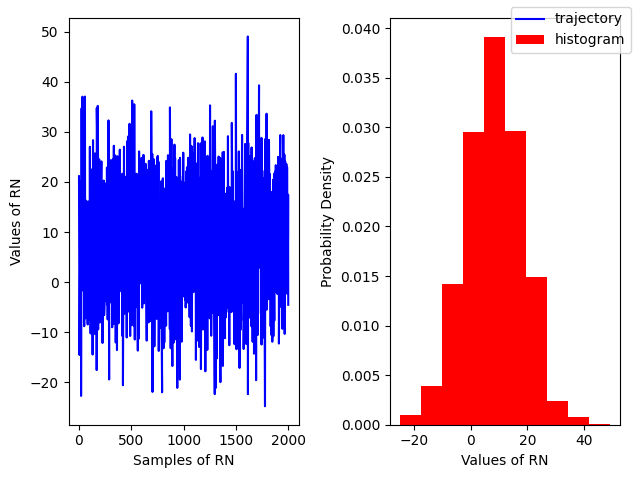 50
40
30
20
10
0
−10
−20
0 500 1000 1500 2000
Values of RN
Samples of RN
trajectory
histogram
0.040
0.035
0.030
0.025
0.020
0.015
0.010
0.005
0.000
−20 0 20 40
Probability Density
Values of RN